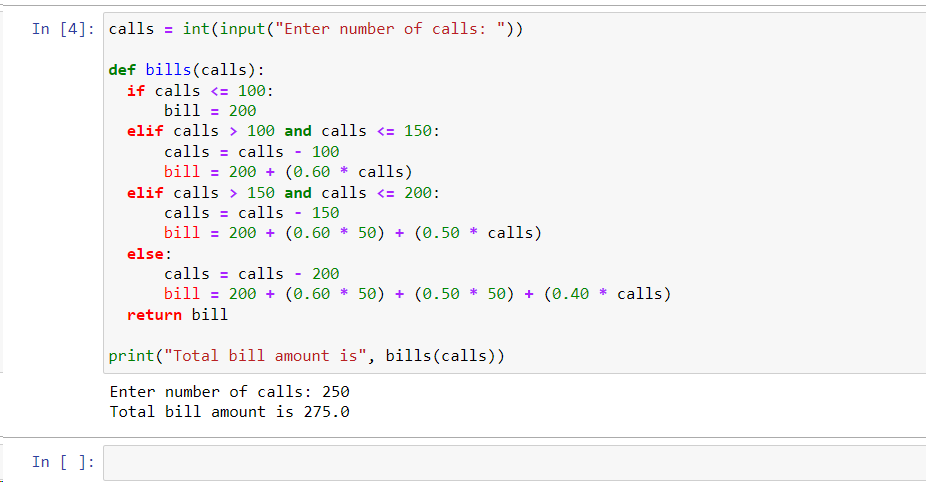 In [4]: calls = int(input("Enter number of calls: "))
def bills(calls):
  if calls <= 100:
      bill = 200
  elif calls > 100 and calls <= 150:
      calls = calls - 100
      bill = 200 + (0.60 * calls)
  elif calls > 150 and calls <= 200:
      calls = calls - 150
      bill = 200 + (0.60 * 50) + (0.50 * calls)
  else:
      calls = calls - 200
      bill = 200 + (0.60 * 50) + (0.50 * 50) + (0.40 * calls)
  return bill
print("Total bill amount is", bills(calls))
Enter number of calls: 250
Total bill amount is 275.0
In [ ]: